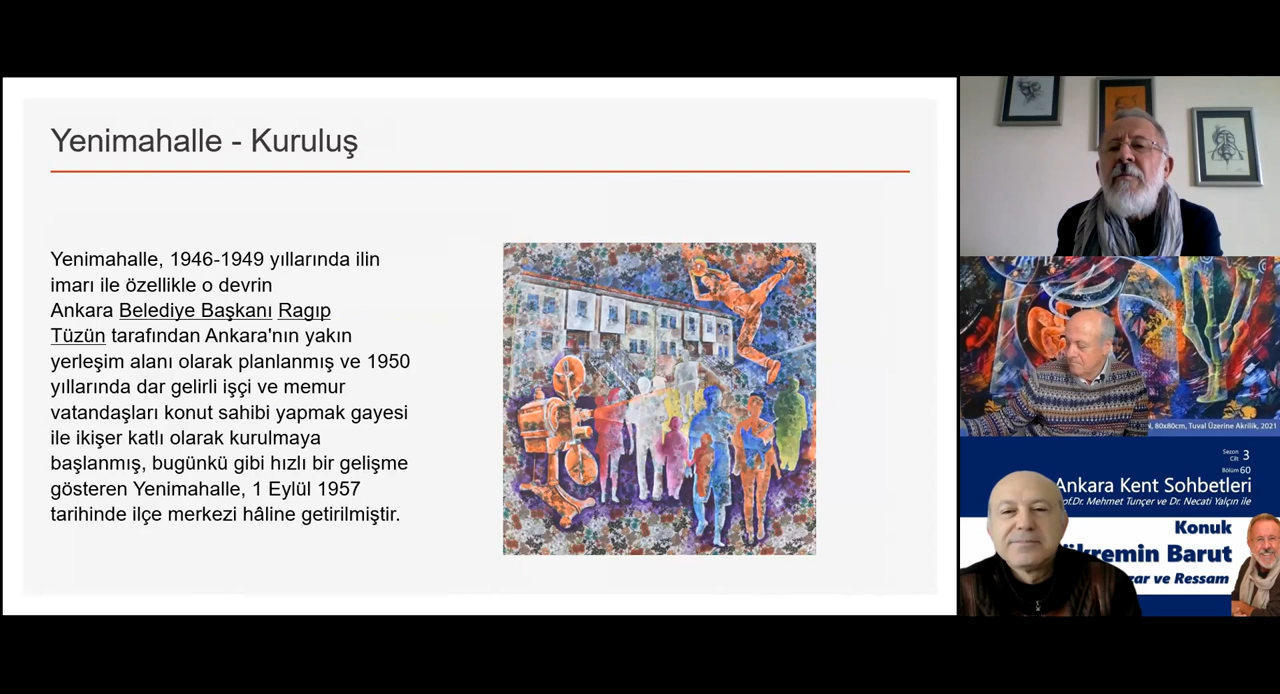 Yenimahalle - Kuruluş
Yenimahalle, 1946-1949 yıllarında ilin
imarı ile özellikle o devrin
Ankara Belediye Başkanı Ragıp
Tüzün tarafından Ankara'nın yakın
yerleşim alanı olarak planlanmış ve 1950
yıllarında dar gelirli işçi ve memur
vatandaşları konut sahibi yapmak gayesi
ile ikişer katlı olarak kurulmaya
başlanmış, bugünkü gibi hızlı bir gelişme
gösteren Yenimahalle, 1 Eylül 1957
tarihinde ilçe merkezi hâline getirilmiştir.
N, 80x80cm, Tuval Üzerine Akrilik, 2021
Sezon 3
Cilt
Bölüm 60
Ankara Kent Sohbetleri
of.Dr. Mehmet Tunçer ve Dr. Necati Yalçın ile
Konuk
kremin Barut
zar ve Ressam